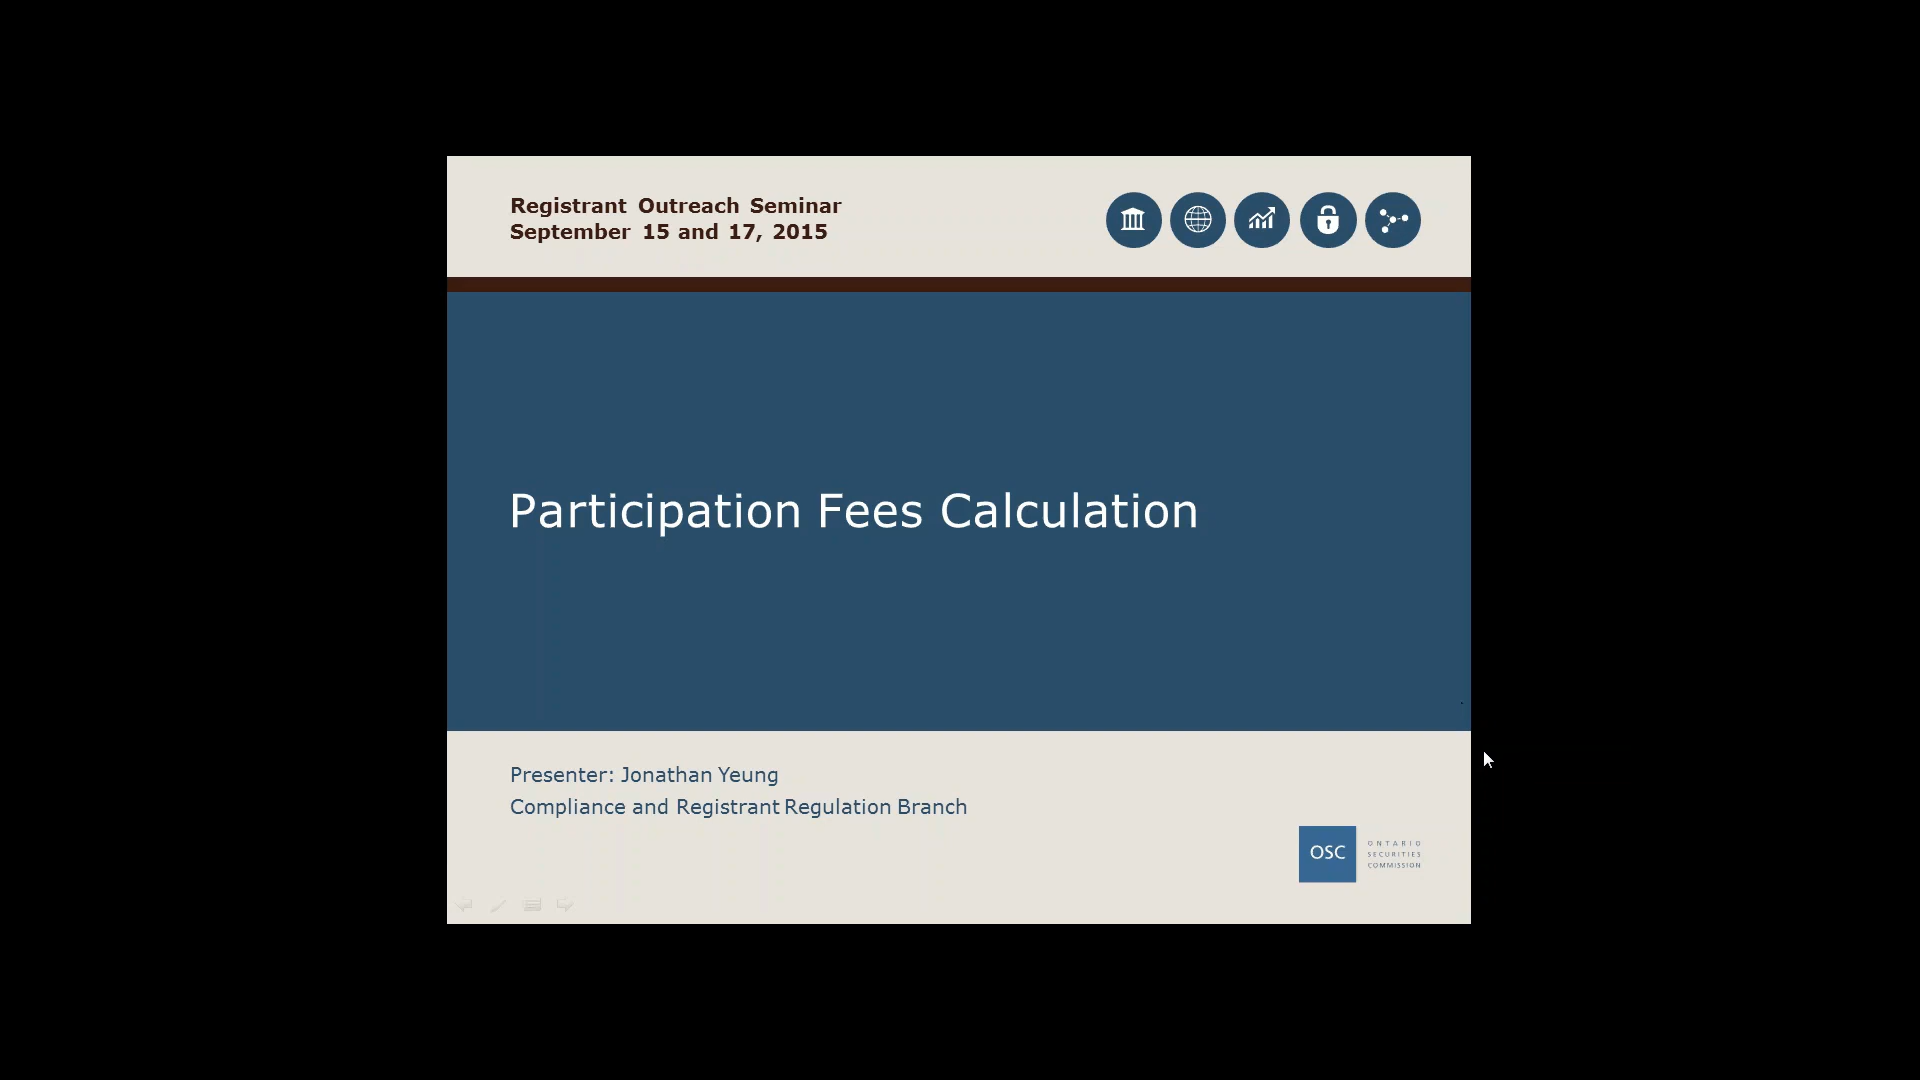 Registrant Outreach Seminar
September 15 and 17, 2015
Participation Fees Calculation
Presenter: Jonathan Yeung
Compliance and Registrant Regulation Branch
OSC
ONTARIO
SECURITIES
COMMISSION